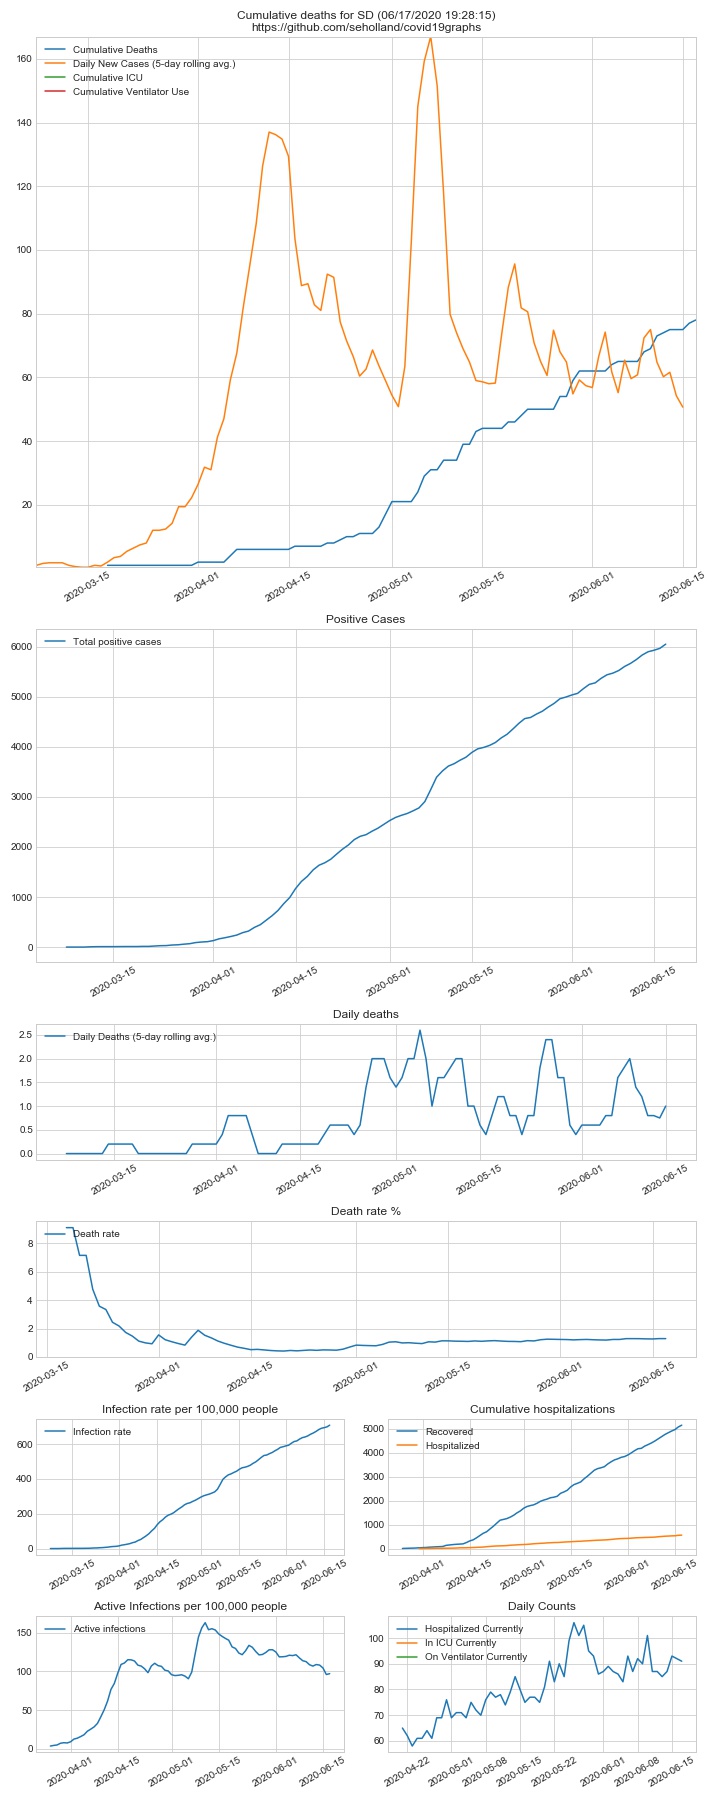 Cumulative deaths for SD (06/17/2020 19:28:15)
https://github.com/seholland/covid19graphs
Cumulative Deaths
Daily New Cases (5-day rolling avg.)
Cumulative ICU
Cumulative Ventilator Use
160
140
120
100
80
60
40
20
2020-03-15 2020-04-01 2020-04-15 2020-05-01 2020-05-15 2020-06-01 2020-06-15
Positive Cases
Total positive cases
6000
5000
4000
3000
2000
1000
0
2020-03-15 2020-04-01 2020-04-15 2020-05-01 2020-05-15 2020-06-01 2020-06-15
Daily deaths
Daily Deaths (5-day rolling avg.)
2.5
2.0
1.5
1.0
0.5
0.0
2020-03-15 2020-04-01 2020-04-15 2020-05-01 2020-05-15 2020-06-01 2020-06-15
Death rate %
Death rate
8
6
4
2
0
2020-03-15 2020-04-01 2020-04-15 2020-05-01 2020-05-15 2020-06-01 2020-06-15
Infection rate per 100,000 people
Infection rate
600
400
200
0
2020-03-15 2020-04-01 2020-04-15 2020-05-01 2020-05-15 2020-06-01 2020-06-15
Cumulative hospitalizations
Recovered
Hospitalized
5000
4000
3000
2000
1000
0
2020-04-01 2020-04-15 2020-05-01 2020-05-15 2020-06-01 2020-06-15
Active Infections per 100,000 people
Active infections
150
100
50
0
2020-04-01 2020-04-15 2020-05-01 2020-05-15 2020-06-01 2020-06-15
Daily Counts
Hospitalized Currently
In ICU Currently
On Ventilator Currently
100
90
80
70
60
2020-04-22 2020-05-01 2020-05-08 2020-05-15 2020-05-22 2020-06-01 2020-06-08 2020-06-15